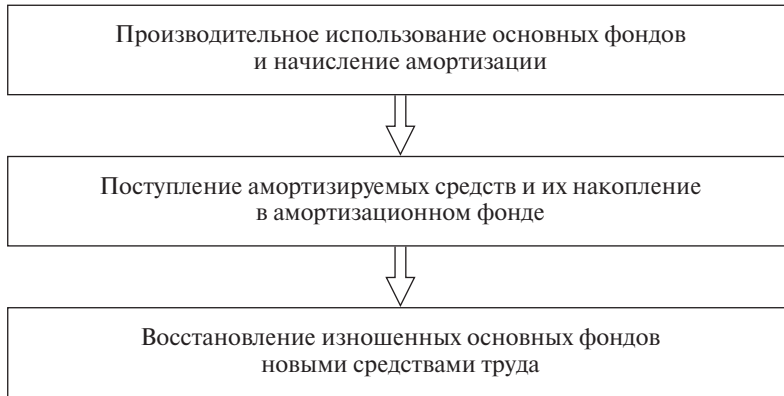 Производительное использование основных фондов
и начисление амортизации
Поступление амортизируемых средств и их накопление
в амортизационном фонде
Восстановление изношенных основных фондов
новыми средствами труда